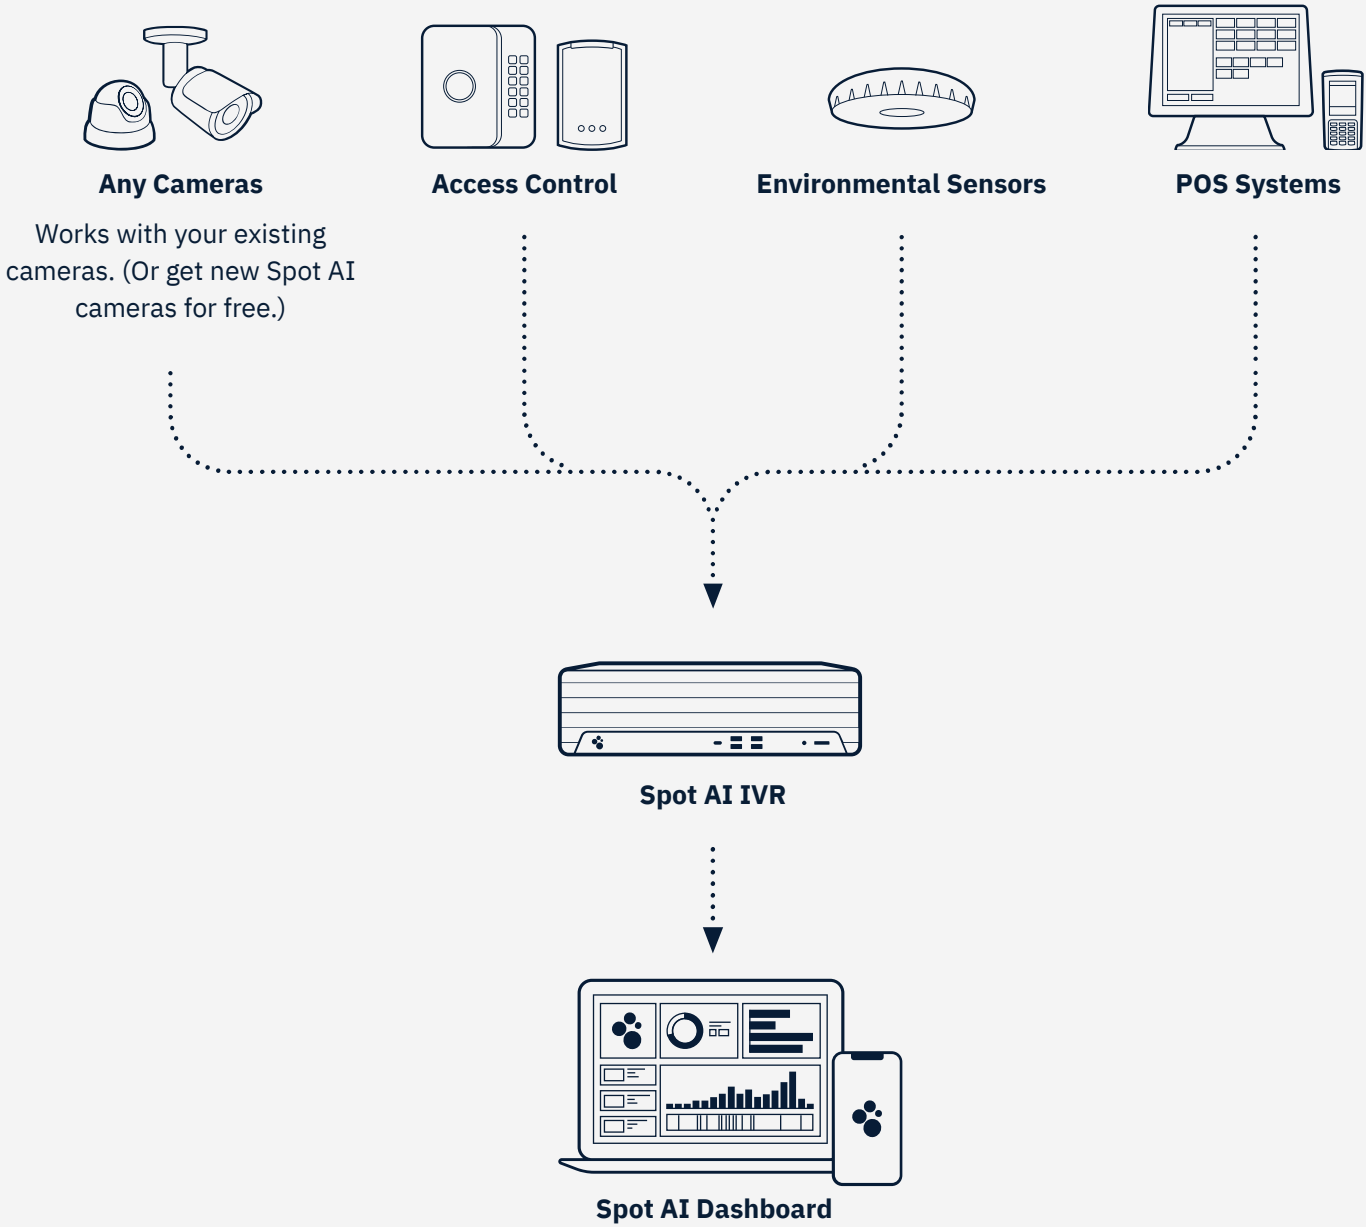 Any Cameras
Works with your existing
cameras. (Or get new Spot AI
cameras for free.)
Access Control
Environmental Sensors
POS Systems
Spot AI IVR
Spot AI Dashboard